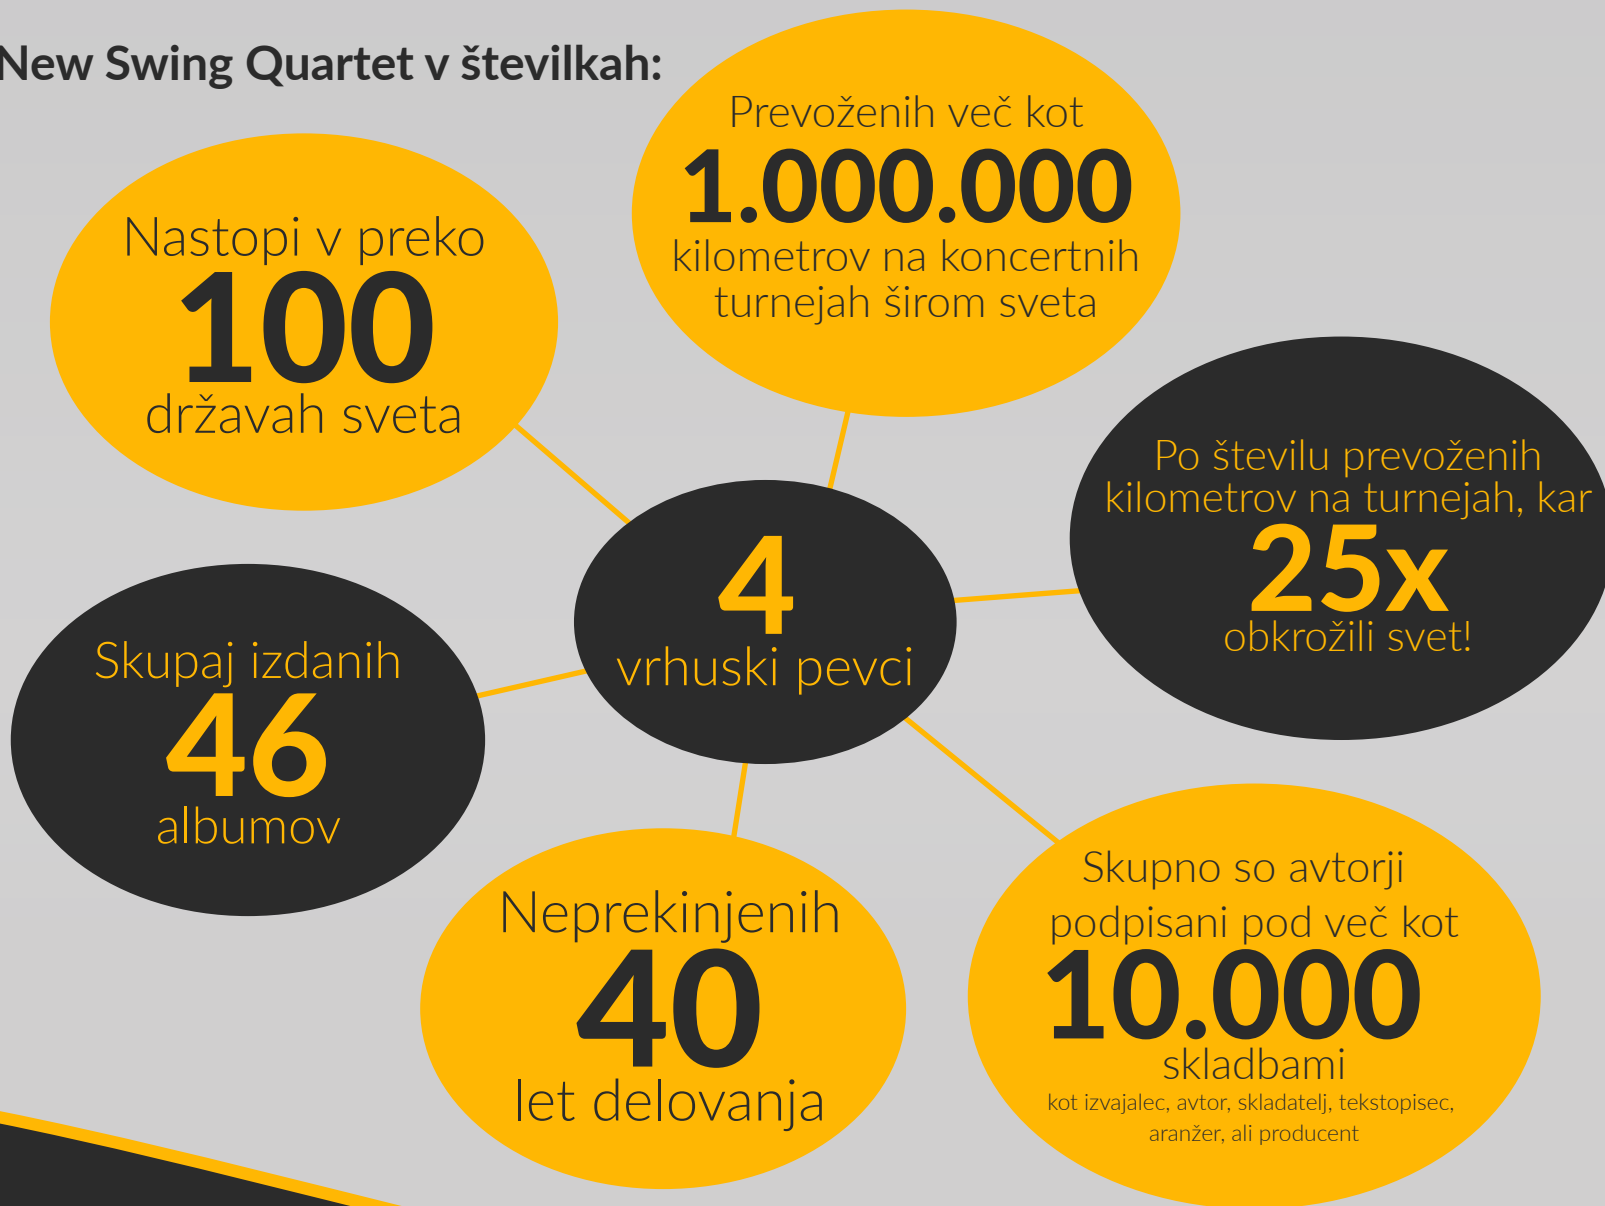 New Swing Quartet v številkah:
Prevoženih več kot
1.000.000
kilometrov na koncertnih
turnejah širom sveta
Nastopi v preko
100
državah sveta
Po številu prevoženih
kilometrov na turnejah, kar
25x
obkrožili svet!
4
vrhuski pevci
Skupaj izdanih
46
albumov
Neprekinjenih
40
let delovanja
Skupno so avtorji
podpisani pod več kot
10.000
skladbami
kot izvajalec, avtor, skladatelj, tekstopisec,
aranžer, ali producent